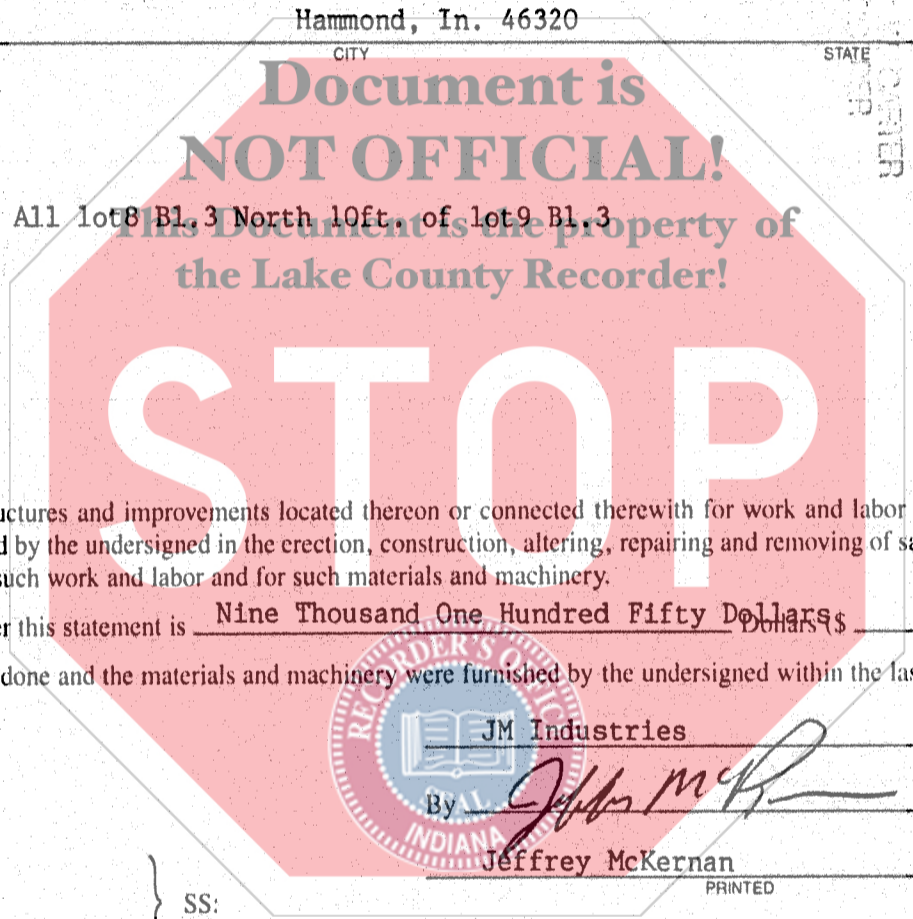 Hammond, In. 46320
CITY STATE
Document is
NOT OFFICIAL!
All lot8 Bl.3 North 10ft. of lot9 Bl.3
This Document is the property of
the Lake County Recorder!
STOP
uctures and improvements located thereon or connected therewith for work and labor
d by the undersigned in the erection, construction, altering, repairing and removing of sa
such work and labor and for such materials and machinery.
er this statement is Nine Thousand One Hundred Fifty Dollars Dollars ($
done and the materials and machinery were furnished by the undersigned within the las
RECORDER'S OFFICE
SEAL
INDIANA
JM Industries
By Jeffrey McK
Jeffrey McKernan
PRINTED
SS: